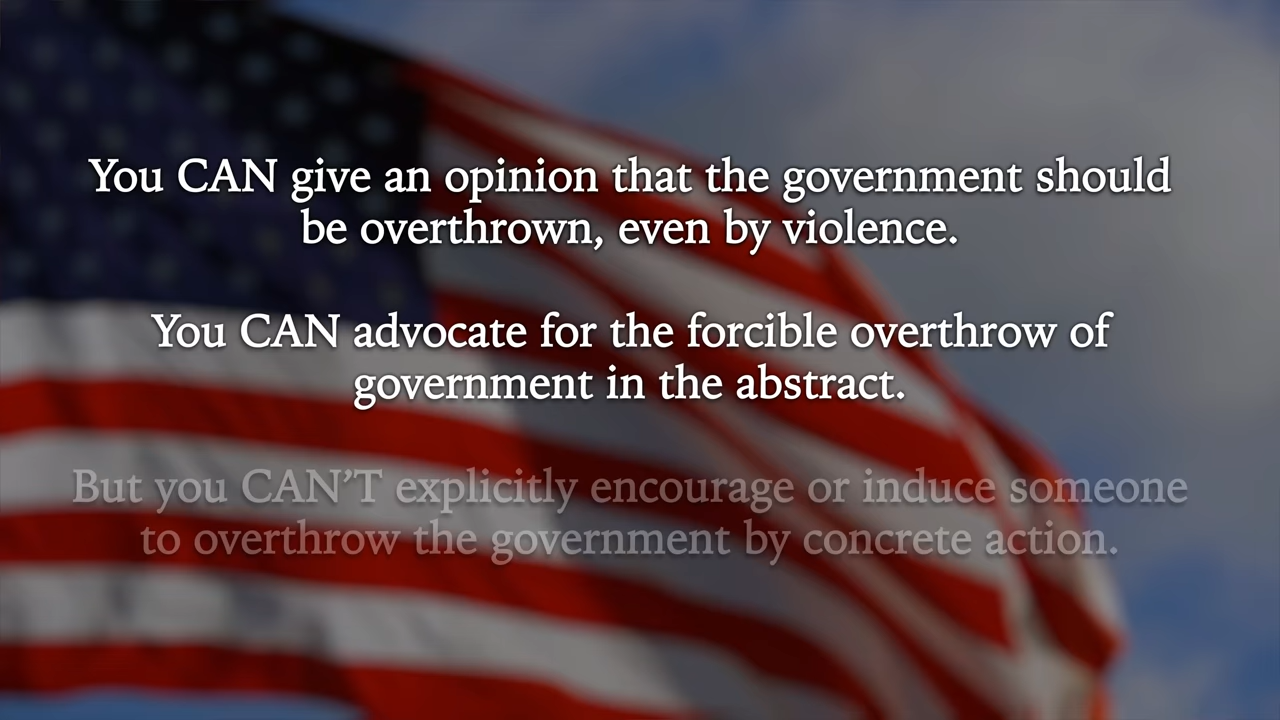 You CAN give an opinion that the government should
be overthrown, even by violence.
You CAN advocate for the forcible overthrow of
government in the abstract.
But you CAN’T explicitly encourage or induce someone
to overthrow the government by concrete action.